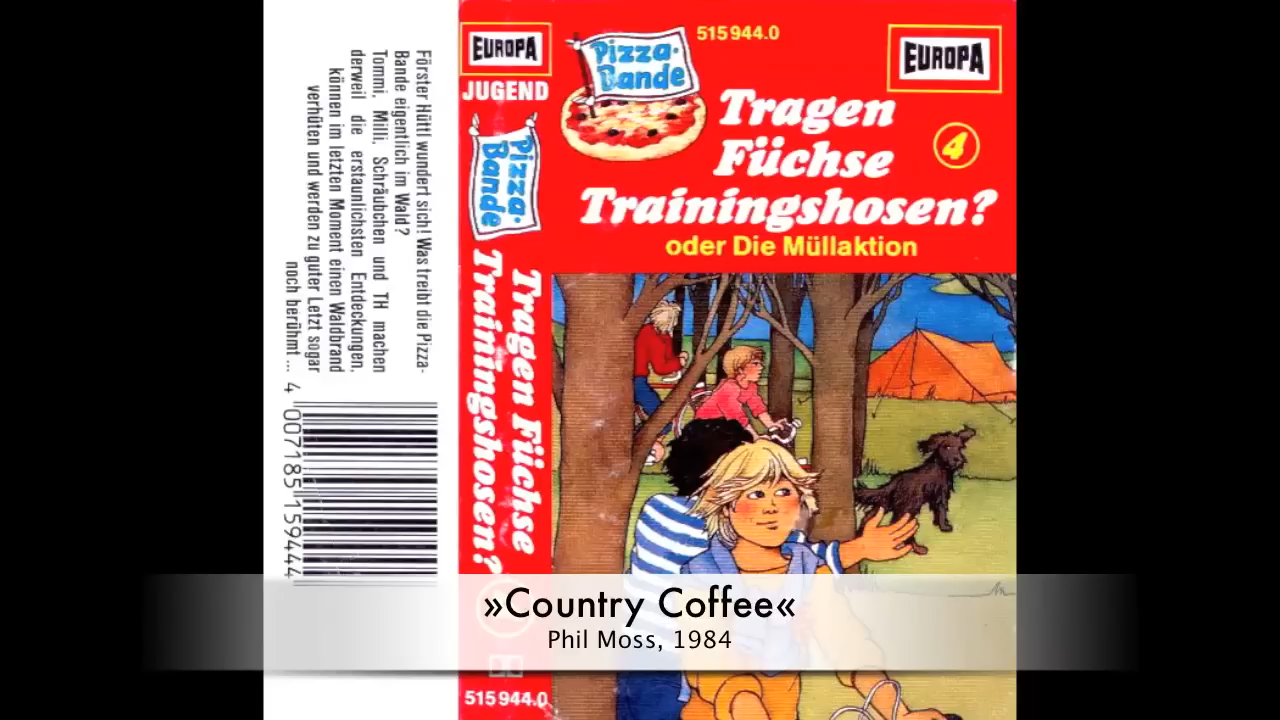 Förster Hüttl wundert sich! Was treibt die Pizza-
Bande eigentlich im Wald?
Tommi, Milli, Schräubchen und TH machen
derweil die erstaunlichsten Entdeckungen,
können im letzten Moment einen Waldbrand
verhüten und werden zu guter Letzt sogar
noch berühmt ...
4 007185 159444
EUROPA
JUGEND
Pizza-
Bande
Tragen Füchse
Trainingshosen?
515 944.0
Pizza-
Bande
515 944.0
EUROPA
Tragen
Füchse
Trainingshosen?
4
oder Die Müllaktion
»Country Coffee«
Phil Moss, 1984